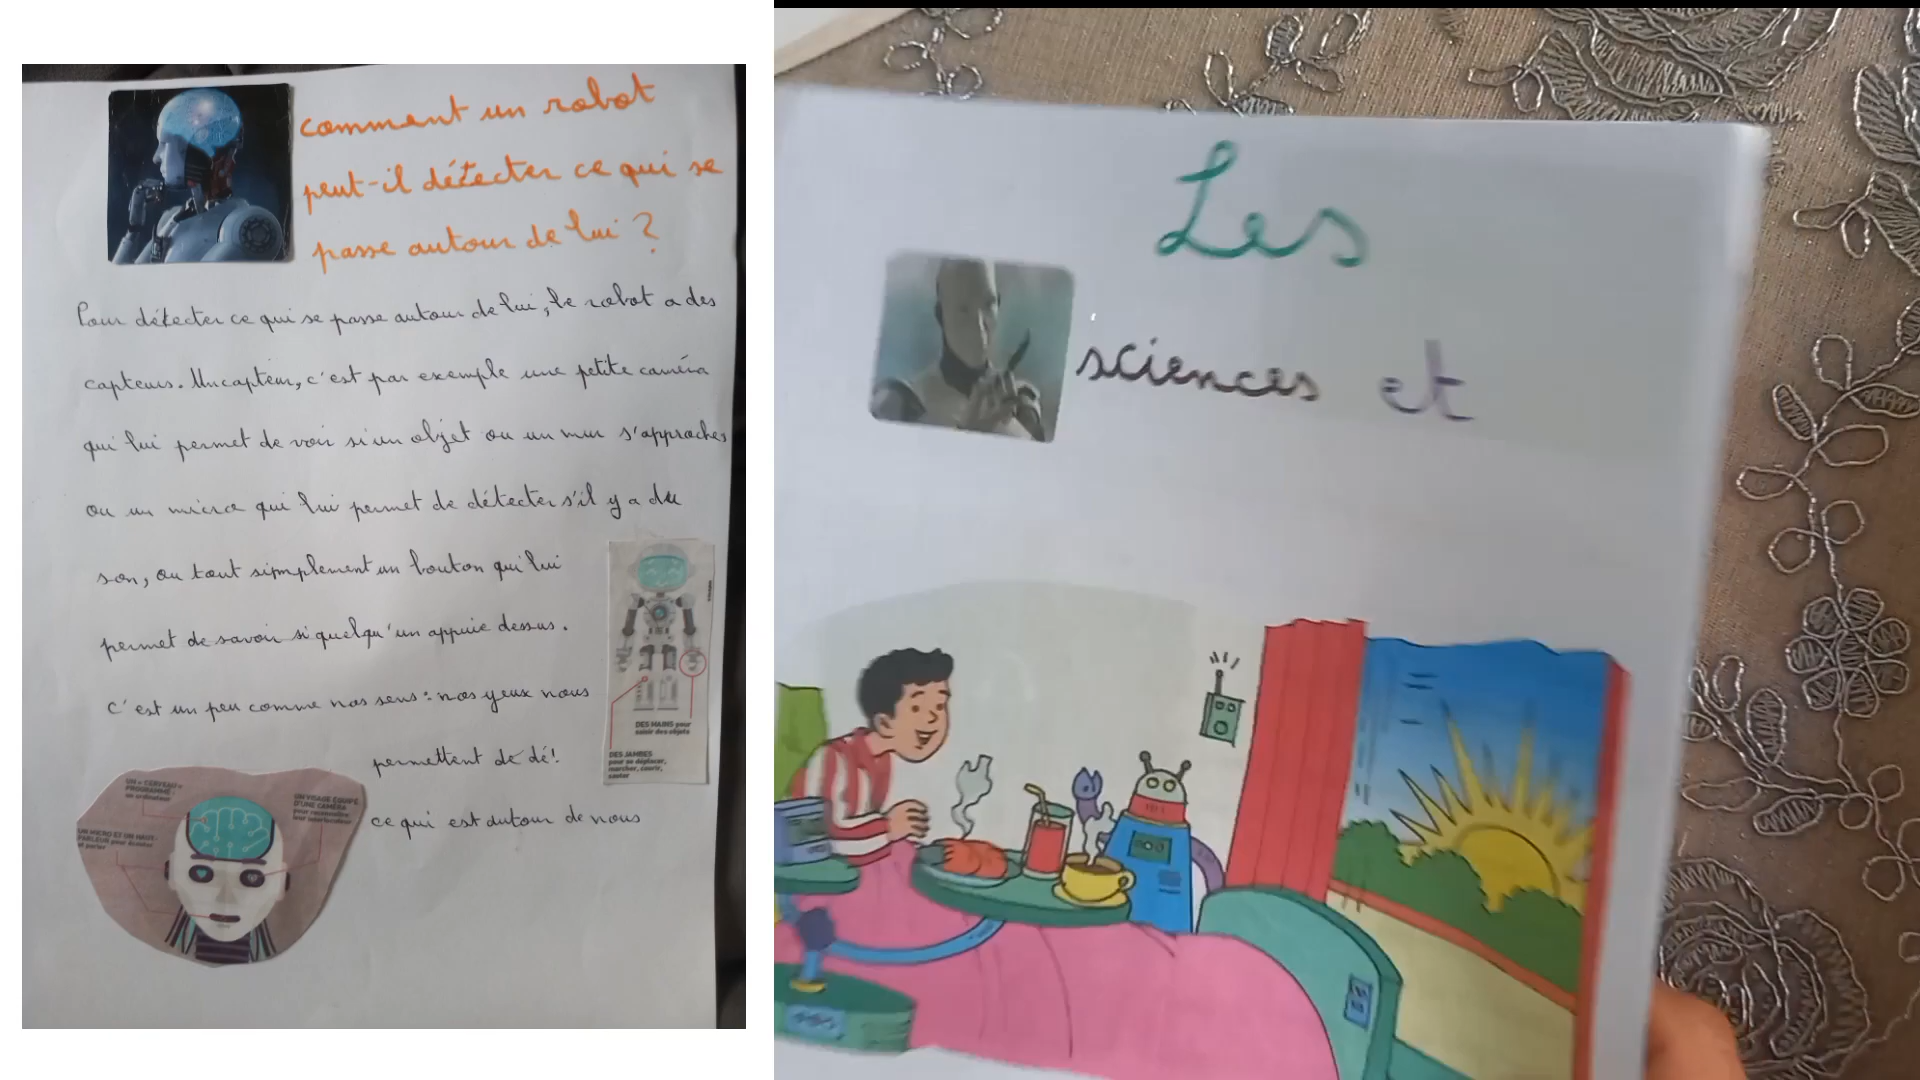 comment un robot
peut-il détecter ce qui se
passe autour de lui ?
Pour détecter ce qui se passe autour de lui, le robot a des
capteurs. Un capteur, c'est par exemple une petite caméra
qui lui permet de voir si un objet ou un mur s'approches
ou un micro qui lui permet de détecter s'il y a du
son, ou tout simplement un bouton qui lui
permet de savoir si quelqu'un appuie dessus.
c'est un peu comme nos sens : nos yeux nous
permettent de dé!
ce qui est autour de nous
DES MAINS pour
saisir des objets
DES JAMBES
pour se déplacer,
marcher, courir,
sauter
UN « CERVEAU »
PROGRAMMÉ :
un ordinateur
UN VISAGE ÉQUIPÉ
D'UNE CAMÉRA
pour reconnaître
leur interlocuteur
UN MICRO ET UN HAUT-
PARLEUR pour écouter
et parler
Les
sciences et